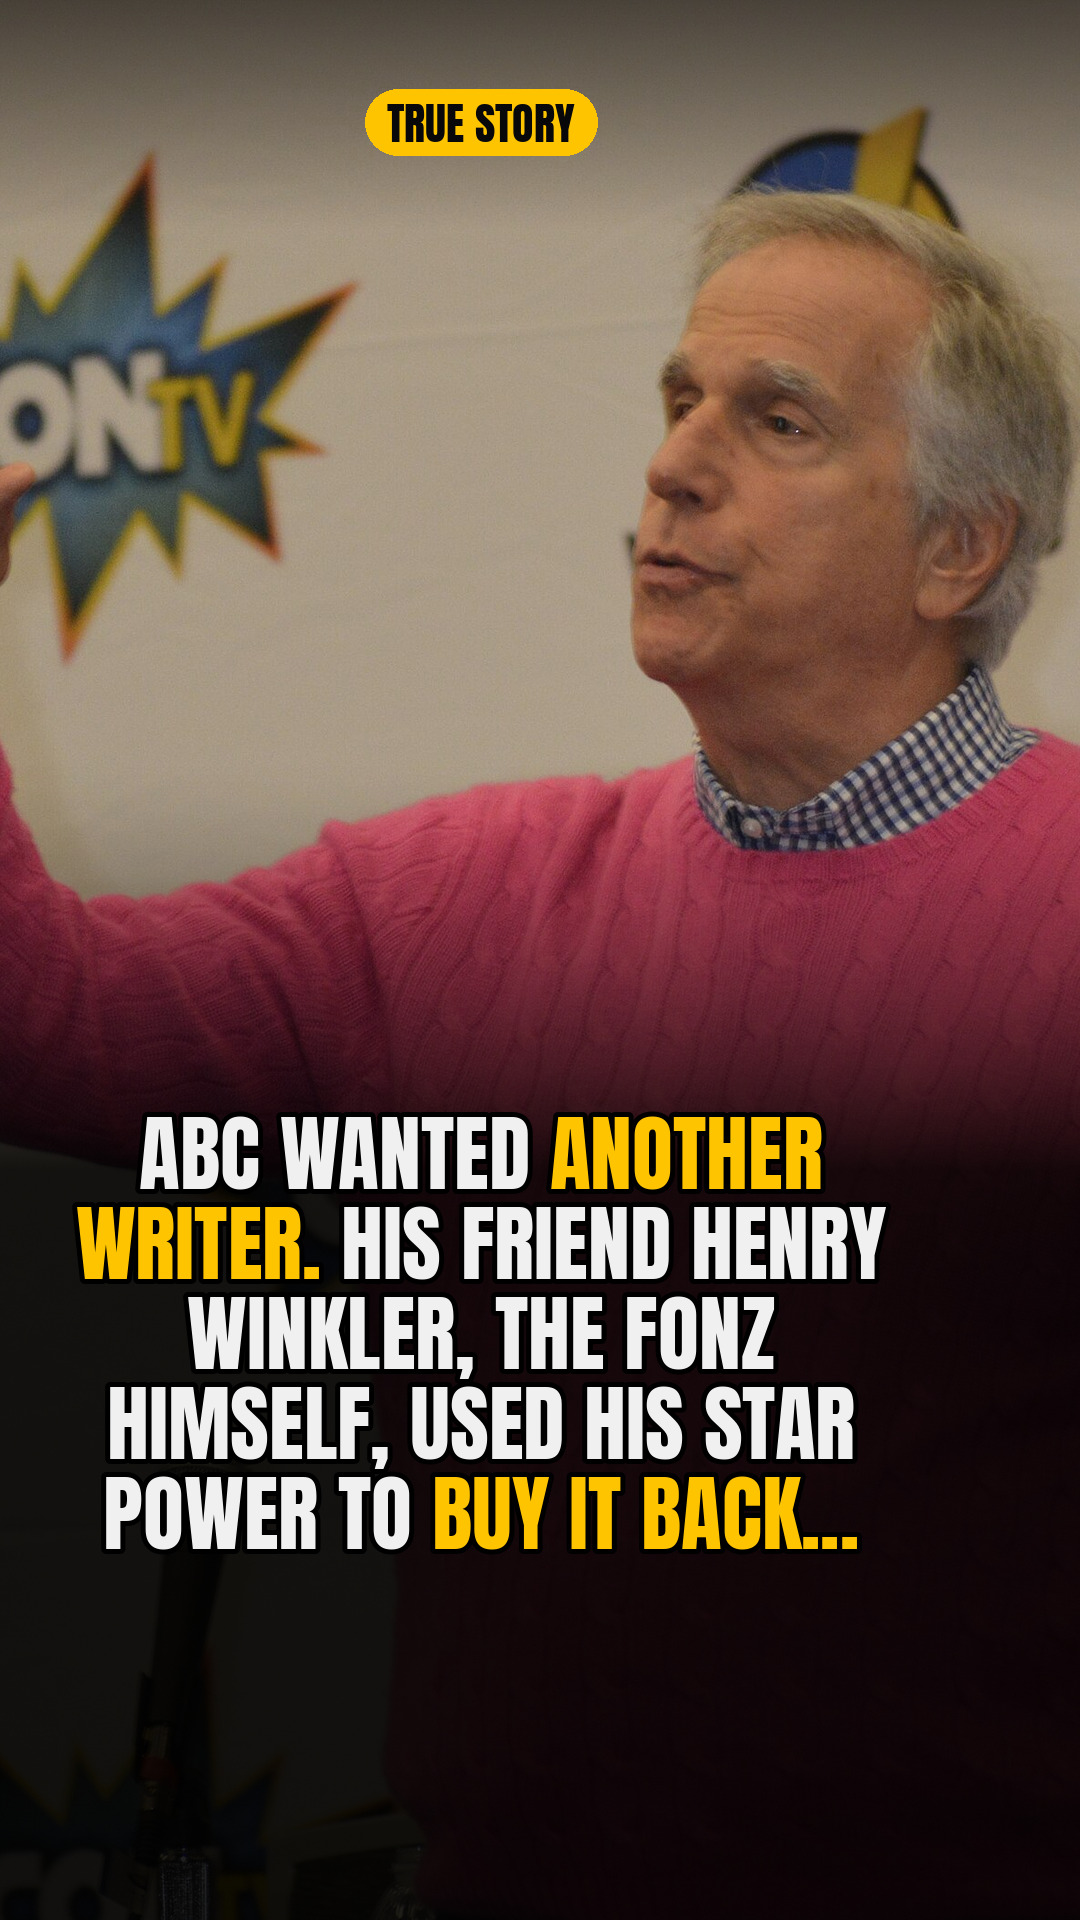 TRUE STORY
ONTV
ABC WANTED ANOTHER
WRITER. HIS FRIEND HENRY
WINKLER, THE FONZ
HIMSELF, USED HIS STAR
POWER TO BUY IT BACK...